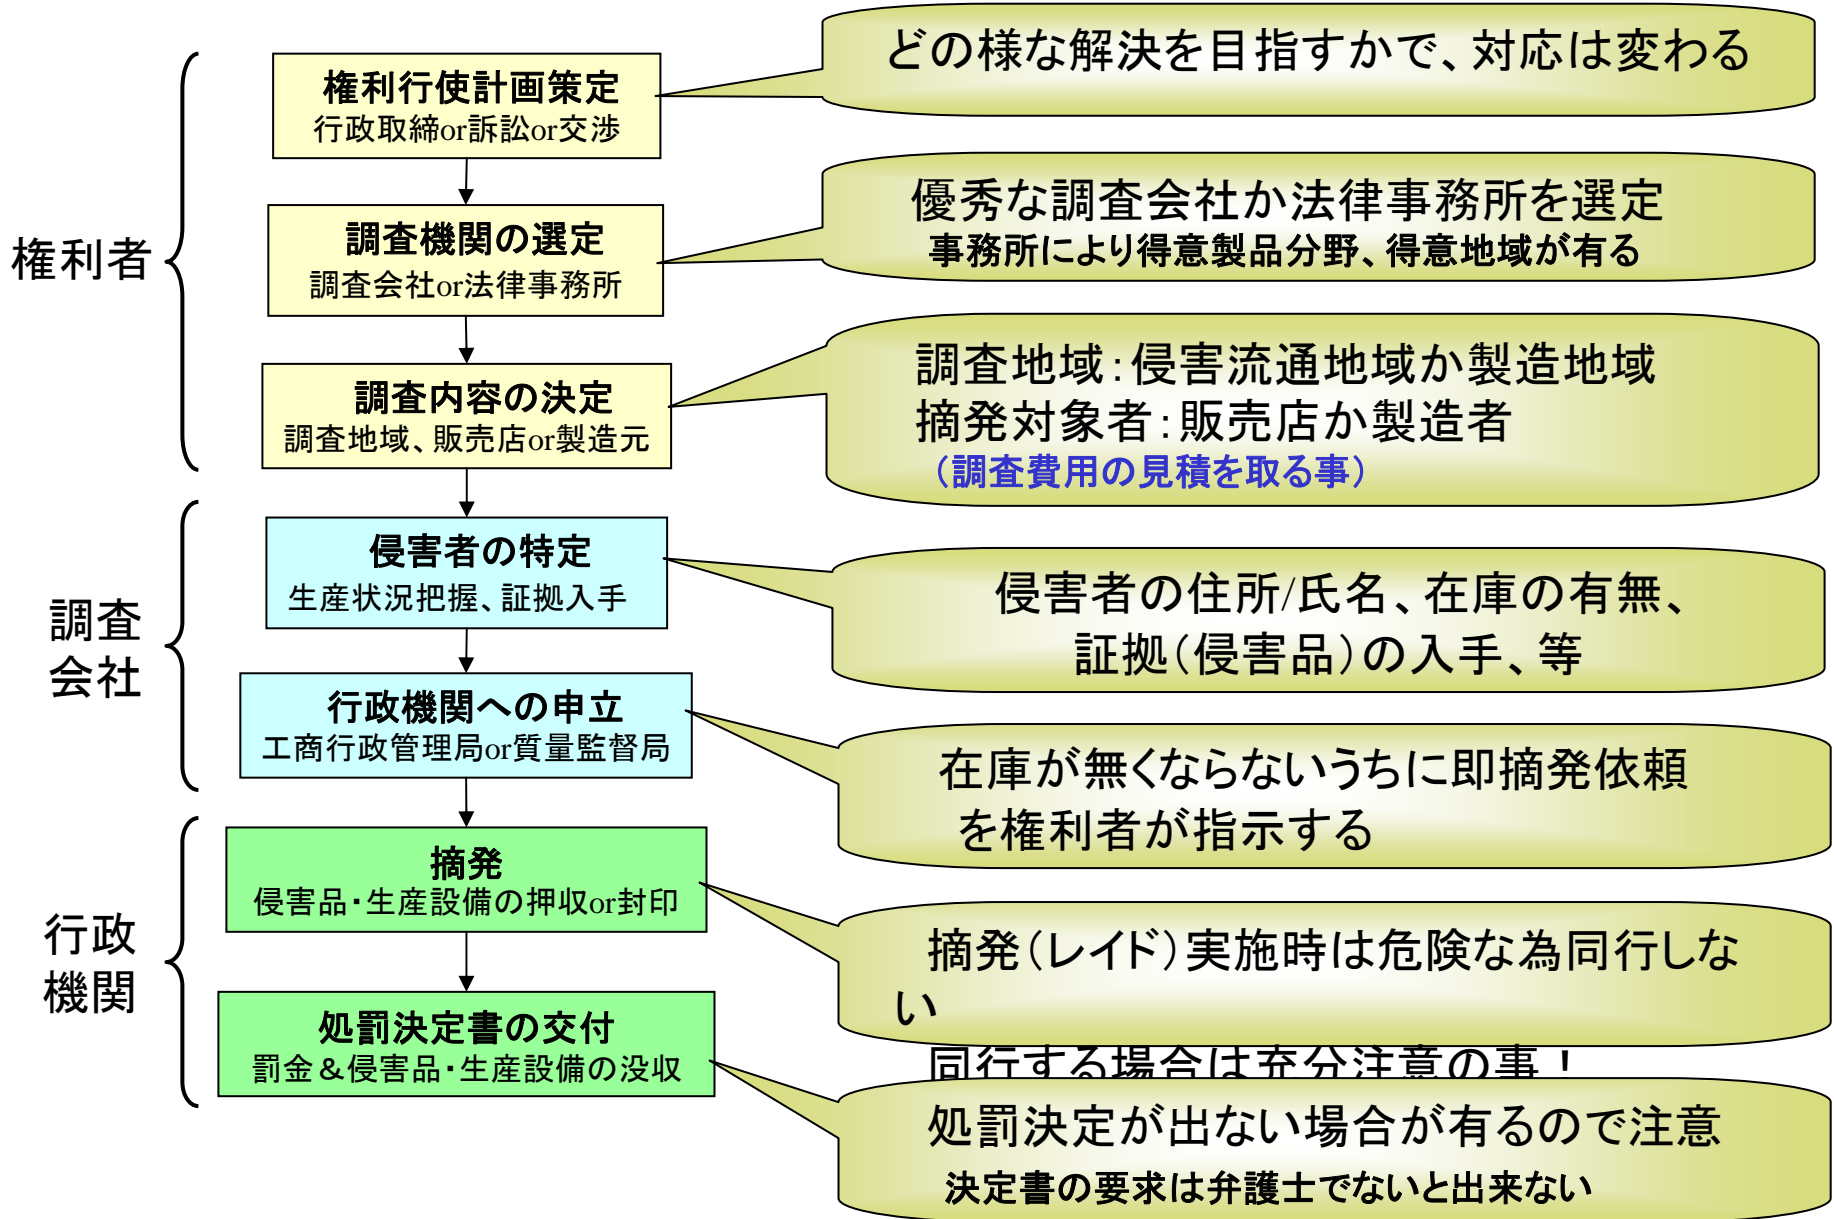 権利者
権利行使計画策定
行政取締or訴訟or交渉
どの様な解決を目指すかで、対応は変わる
調査機関の選定
調査会社or法律事務所
優秀な調査会社か法律事務所を選定
事務所により得意製品分野、得意地域が有る
調査内容の決定
調査地域、販売店or製造元
調査地域：侵害流通地域か製造地域
摘発対象者：販売店か製造者
（調査費用の見積を取る事）
調査
会社
侵害者の特定
生産状況把握、証拠入手
侵害者の住所/氏名、在庫の有無、
証拠（侵害品）の入手、等
行政機関への申立
工商行政管理局or質量監督局
在庫が無くならないうちに即摘発依頼
を権利者が指示する
行政
機関
摘発
侵害品・生産設備の押収or封印
摘発（レイド）実施時は危険な為同行しな
い
同行する場合は充分注意の事！
処罰決定書の交付
罰金＆侵害品・生産設備の没収
処罰決定が出ない場合が有るので注意
決定書の要求は弁護士でないと出来ない